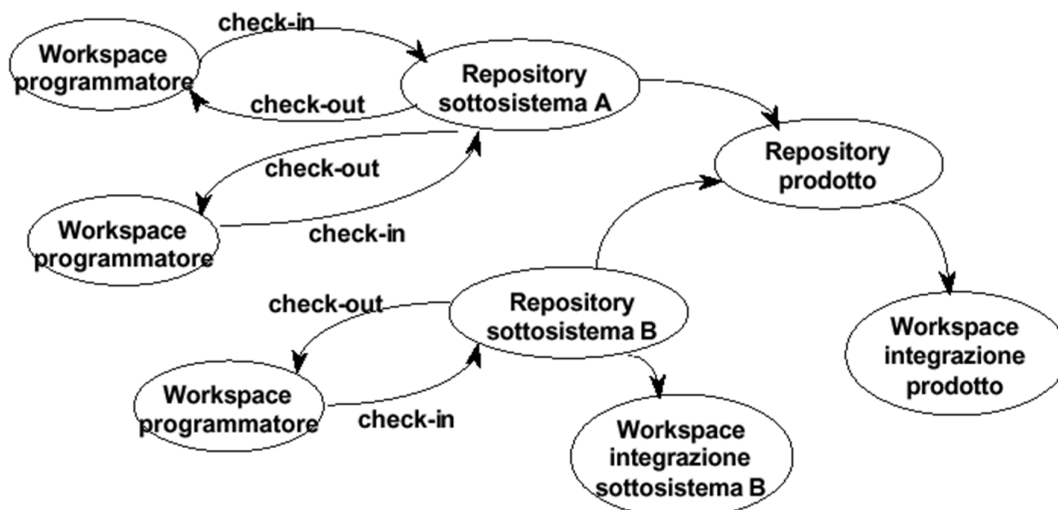 check-in
Workspace
programmatore
Repository
sottosistema A
check-out
check-out
Repository
prodotto
Workspace
programmatore
check-in
check-out
Repository
sottosistema B
Workspace
integrazione
prodotto
Workspace
programmatore
check-in
Workspace
integrazione
sottosistema B